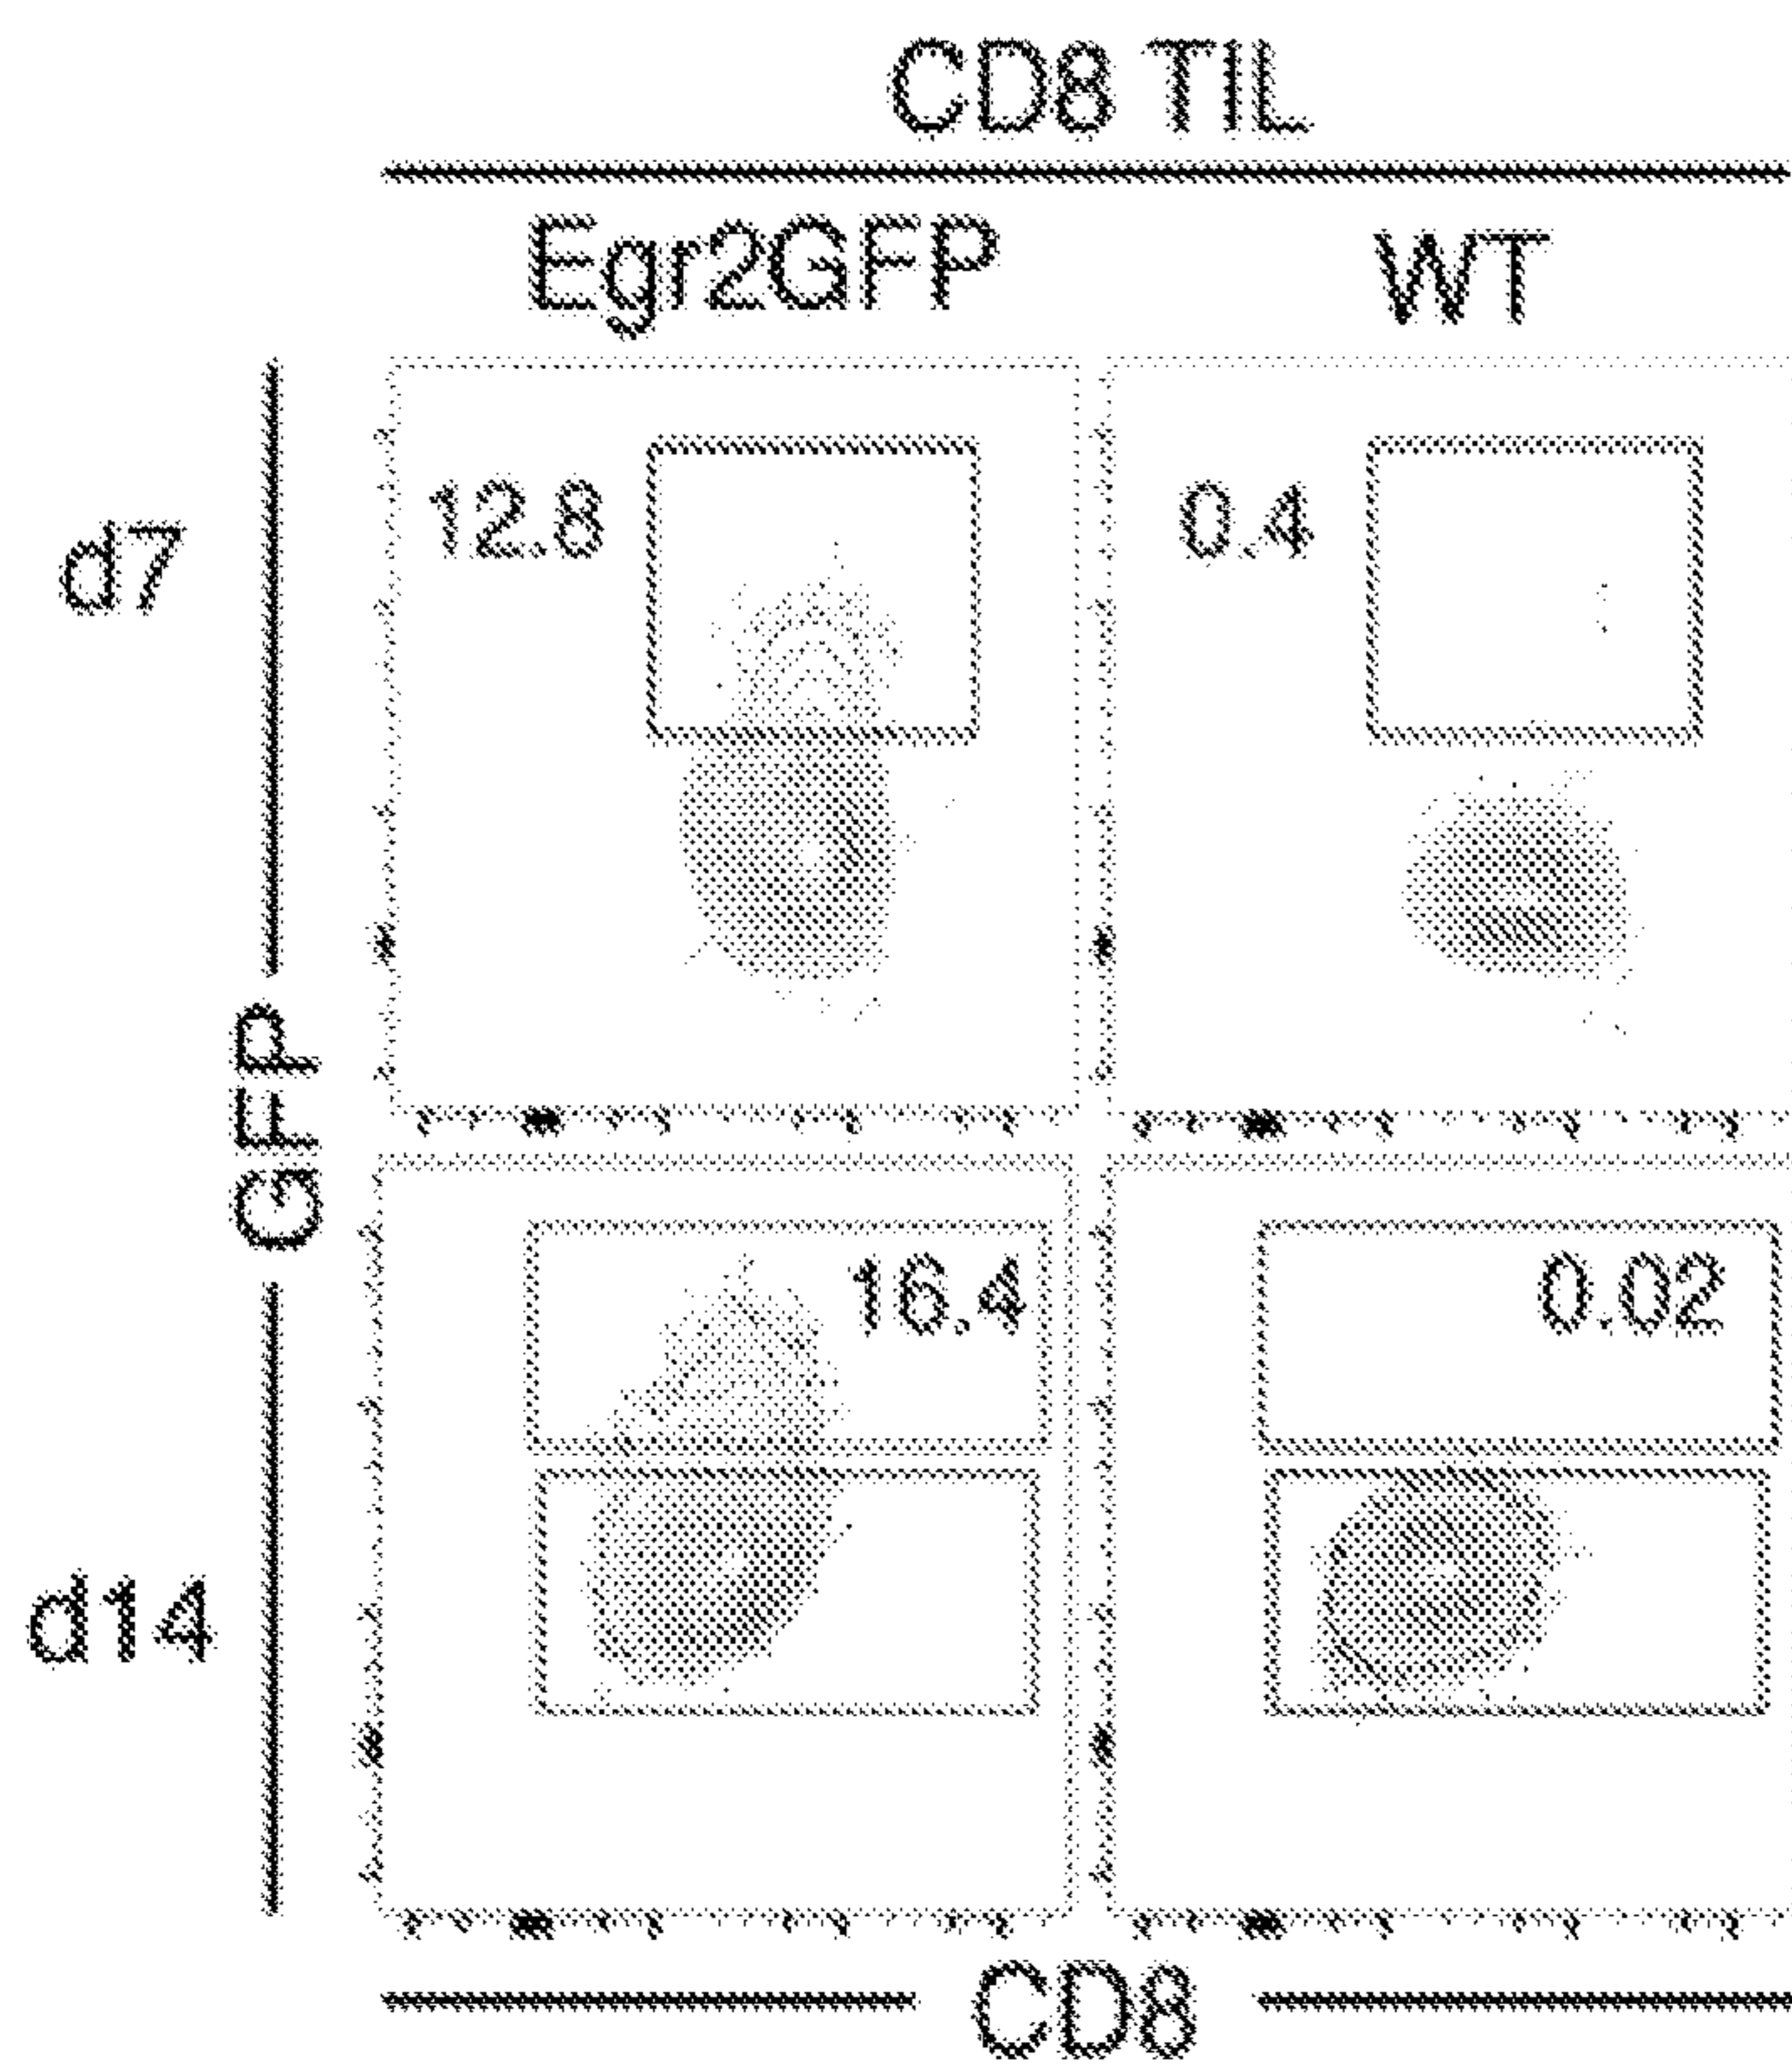 CD8 TIL
Egr2GFP WT
d7
12.8 0.4
GFP
16.4 0.02
d14
CD8